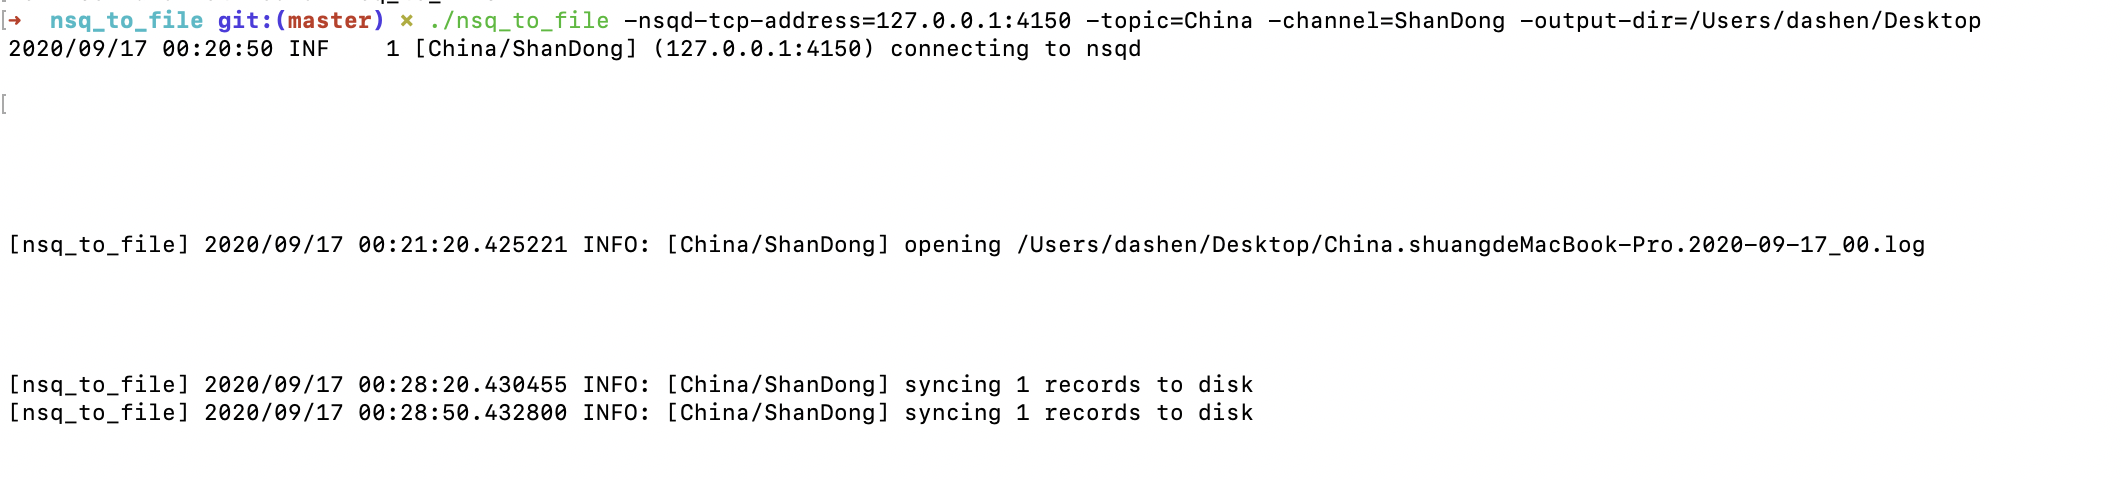 ➜  nsq_to_file git:(master) ✗ ./nsq_to_file -nsqd-tcp-address=127.0.0.1:4150 -topic=China -channel=ShanDong -output-dir=/Users/dashen/Desktop
2020/09/17 00:20:50 INF    1 [China/ShanDong] (127.0.0.1:4150) connecting to nsqd
[nsq_to_file] 2020/09/17 00:21:20.425221 INFO: [China/ShanDong] opening /Users/dashen/Desktop/China.shuangdeMacBook-Pro.2020-09-17_00.log
[nsq_to_file] 2020/09/17 00:28:20.430455 INFO: [China/ShanDong] syncing 1 records to disk
[nsq_to_file] 2020/09/17 00:28:50.432800 INFO: [China/ShanDong] syncing 1 records to disk